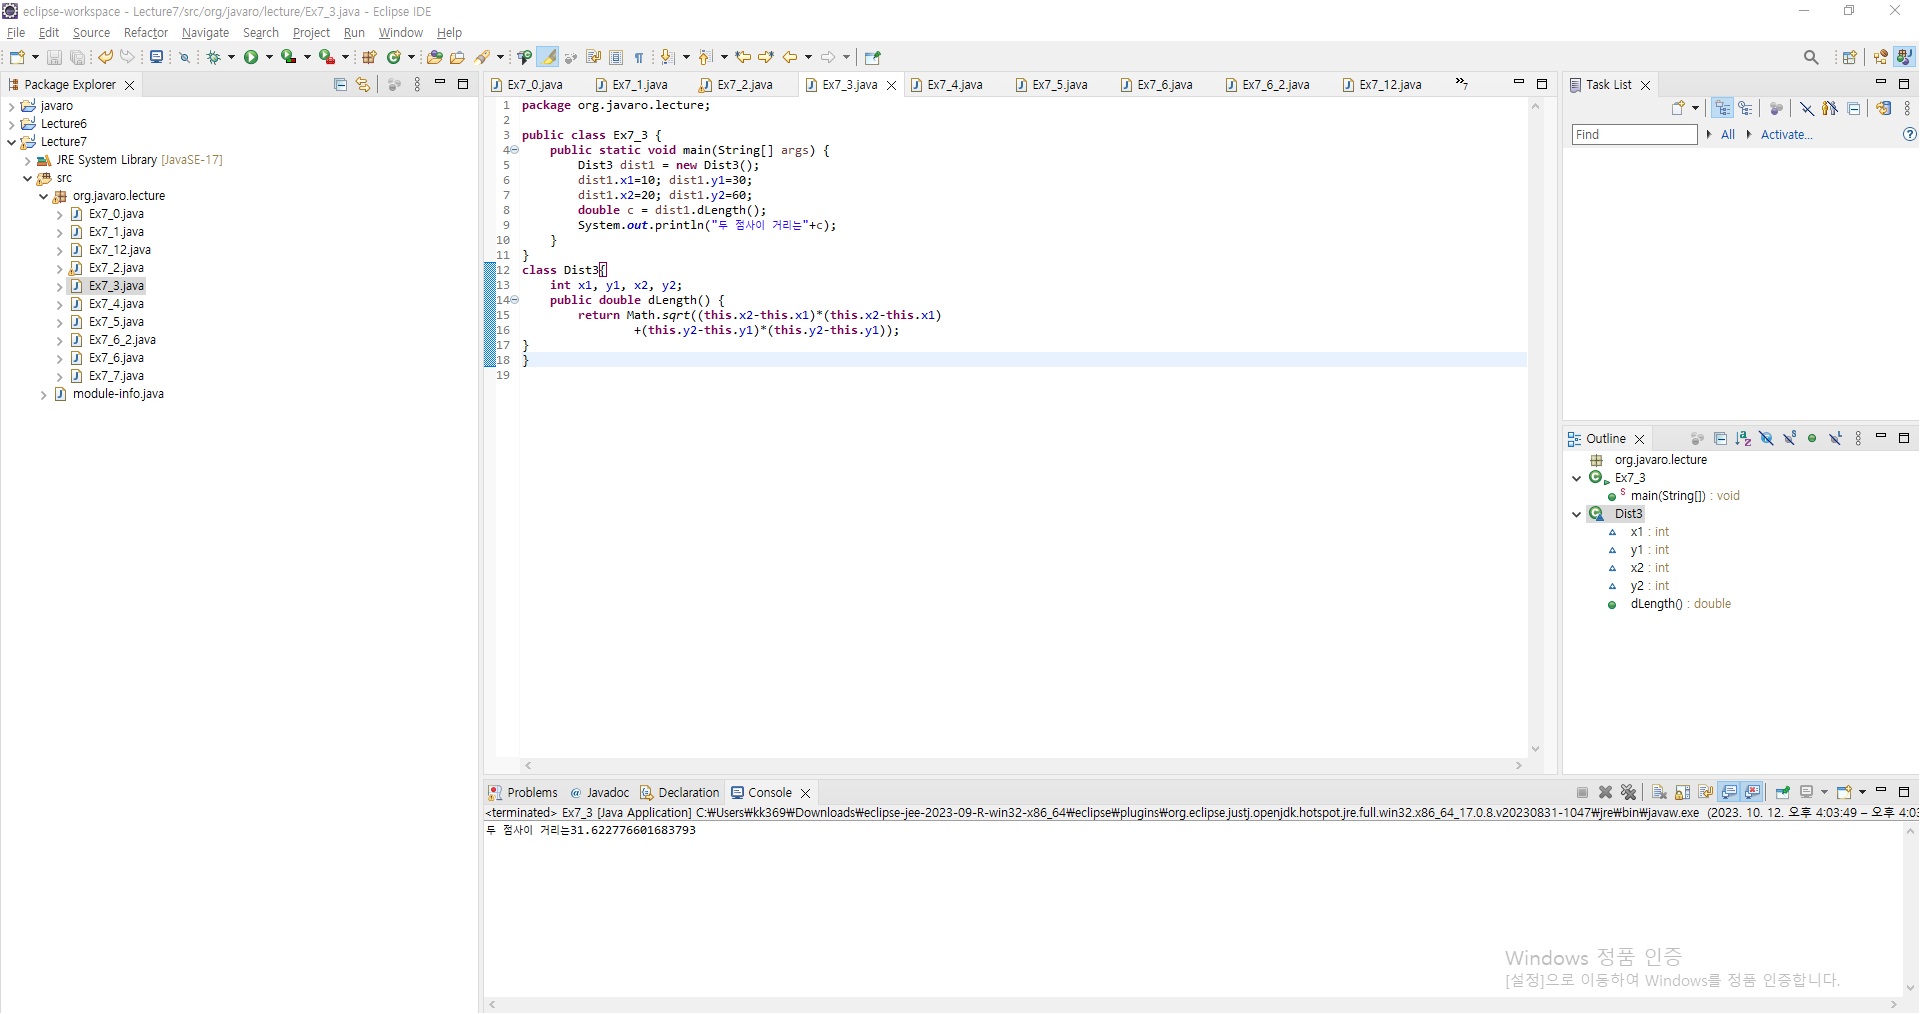 eclipse-workspace - Lecture7/src/org/javaro/lecture/Ex7_3.java - Eclipse IDE
File Edit Source Refactor Navigate Search Project Run Window Help
Package Explorer
javaro
Lecture6
Lecture7
JRE System Library [JavaSE-17]
src
org.javaro.lecture
Ex7_0.java
Ex7_1.java
Ex7_12.java
Ex7_2.java
Ex7_3.java
Ex7_4.java
Ex7_5.java
Ex7_6_2.java
Ex7_6.java
Ex7_7.java
module-info.java
Ex7_0.java Ex7_1.java Ex7_2.java Ex7_3.java Ex7_4.java Ex7_5.java Ex7_6.java Ex7_6_2.java Ex7_12.java »7
1 package org.javaro.lecture;
2
3 public class Ex7_3 {
4 public static void main(String[] args) {
5 Dist3 dist1 = new Dist3();
6 dist1.x1=10; dist1.y1=30;
7 dist1.x2=20; dist1.y2=60;
8 double c = dist1.dLength();
9 System.out.println("두 점사이 거리는"+c);
10 }
11 }
12 class Dist3{
13 int x1, y1, x2, y2;
14 public double dLength() {
15 return Math.sqrt((this.x2-this.x1)*(this.x2-this.x1)
16 +(this.y2-this.y1)*(this.y2-this.y1));
17 }
18 }
19
Task List
Find All Activate...
Outline
org.javaro.lecture
Ex7_3
main(String[]) : void
Dist3
x1 : int
y1 : int
x2 : int
y2 : int
dLength() : double
Problems @ Javadoc Declaration Console
<terminated> Ex7_3 [Java Application] C:₩Users₩kk369₩Downloads₩eclipse-jee-2023-09-R-win32-x86_64₩eclipse₩plugins₩org.eclipse.justj.openjdk.hotspot.jre.full.win32.x86_64_17.0.8.v20230831-1047₩jre₩bin₩javaw.exe (2023. 10. 12. 오후 4:03:49 – 오후 4:03
두 점사이 거리는31.622776601683793
Windows 정품 인증
[설정]으로 이동하여 Windows를 정품 인증합니다.